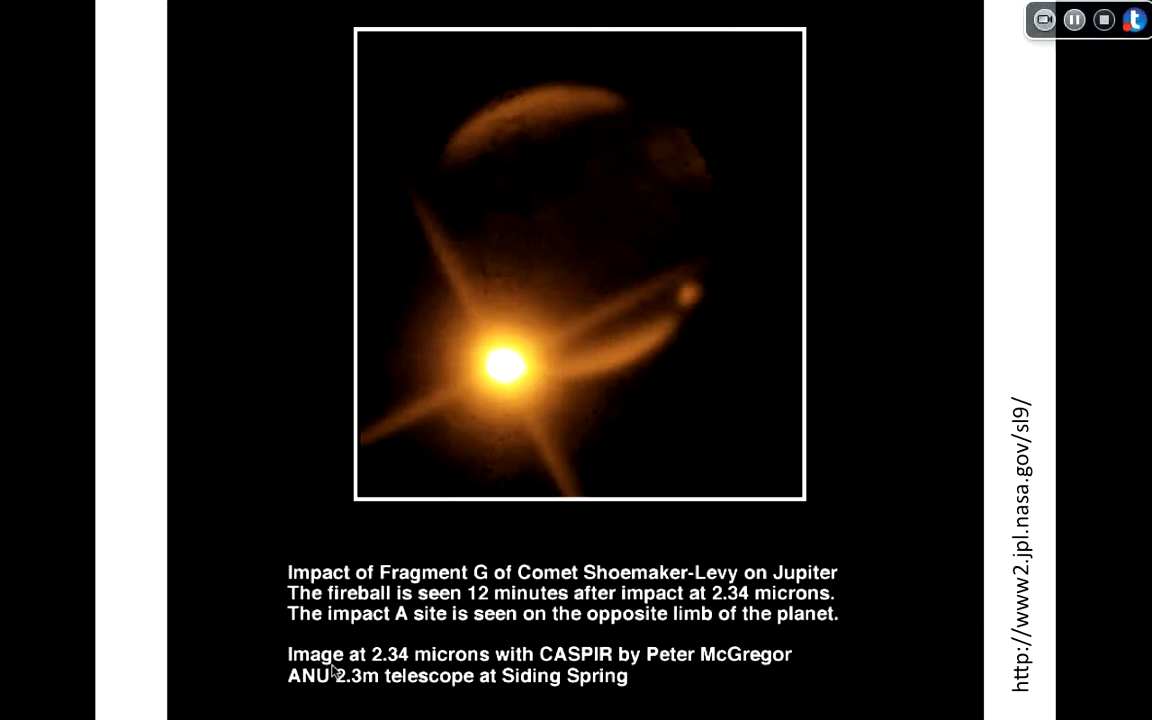 Impact of Fragment G of Comet Shoemaker-Levy on Jupiter
The fireball is seen 12 minutes after impact at 2.34 microns.
The impact A site is seen on the opposite limb of the planet.
Image at 2.34 microns with CASPIR by Peter McGregor
ANU 2.3m telescope at Siding Spring
http://www2.jpl.nasa.gov/sl9/
t